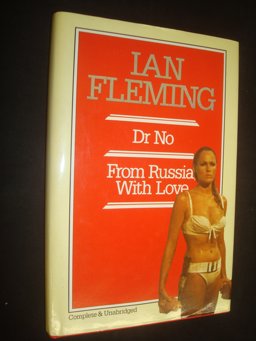 IAN
FLEMING
Dr No
From Russia
With Love
Complete & Unabridged